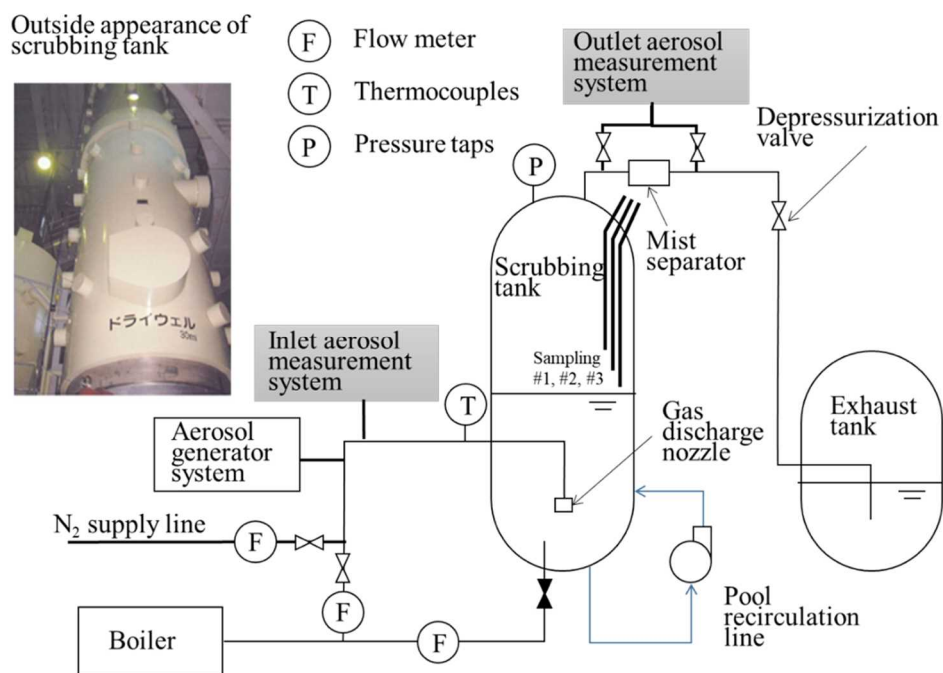 Outside appearance of
scrubbing tank
F Flow meter
T Thermocouples
P Pressure taps
Outlet aerosol
measurement
system
Depressurization
valve
P
Mist
separator
Scrubbing
tank
ドライウェル
30m³
Inlet aerosol
measurement
system
Sampling
#1, #2, #3
T
Gas
discharge
nozzle
Exhaust
tank
Aerosol
generator
system
N₂ supply line
F
F
Boiler
F
Pool
recirculation
line